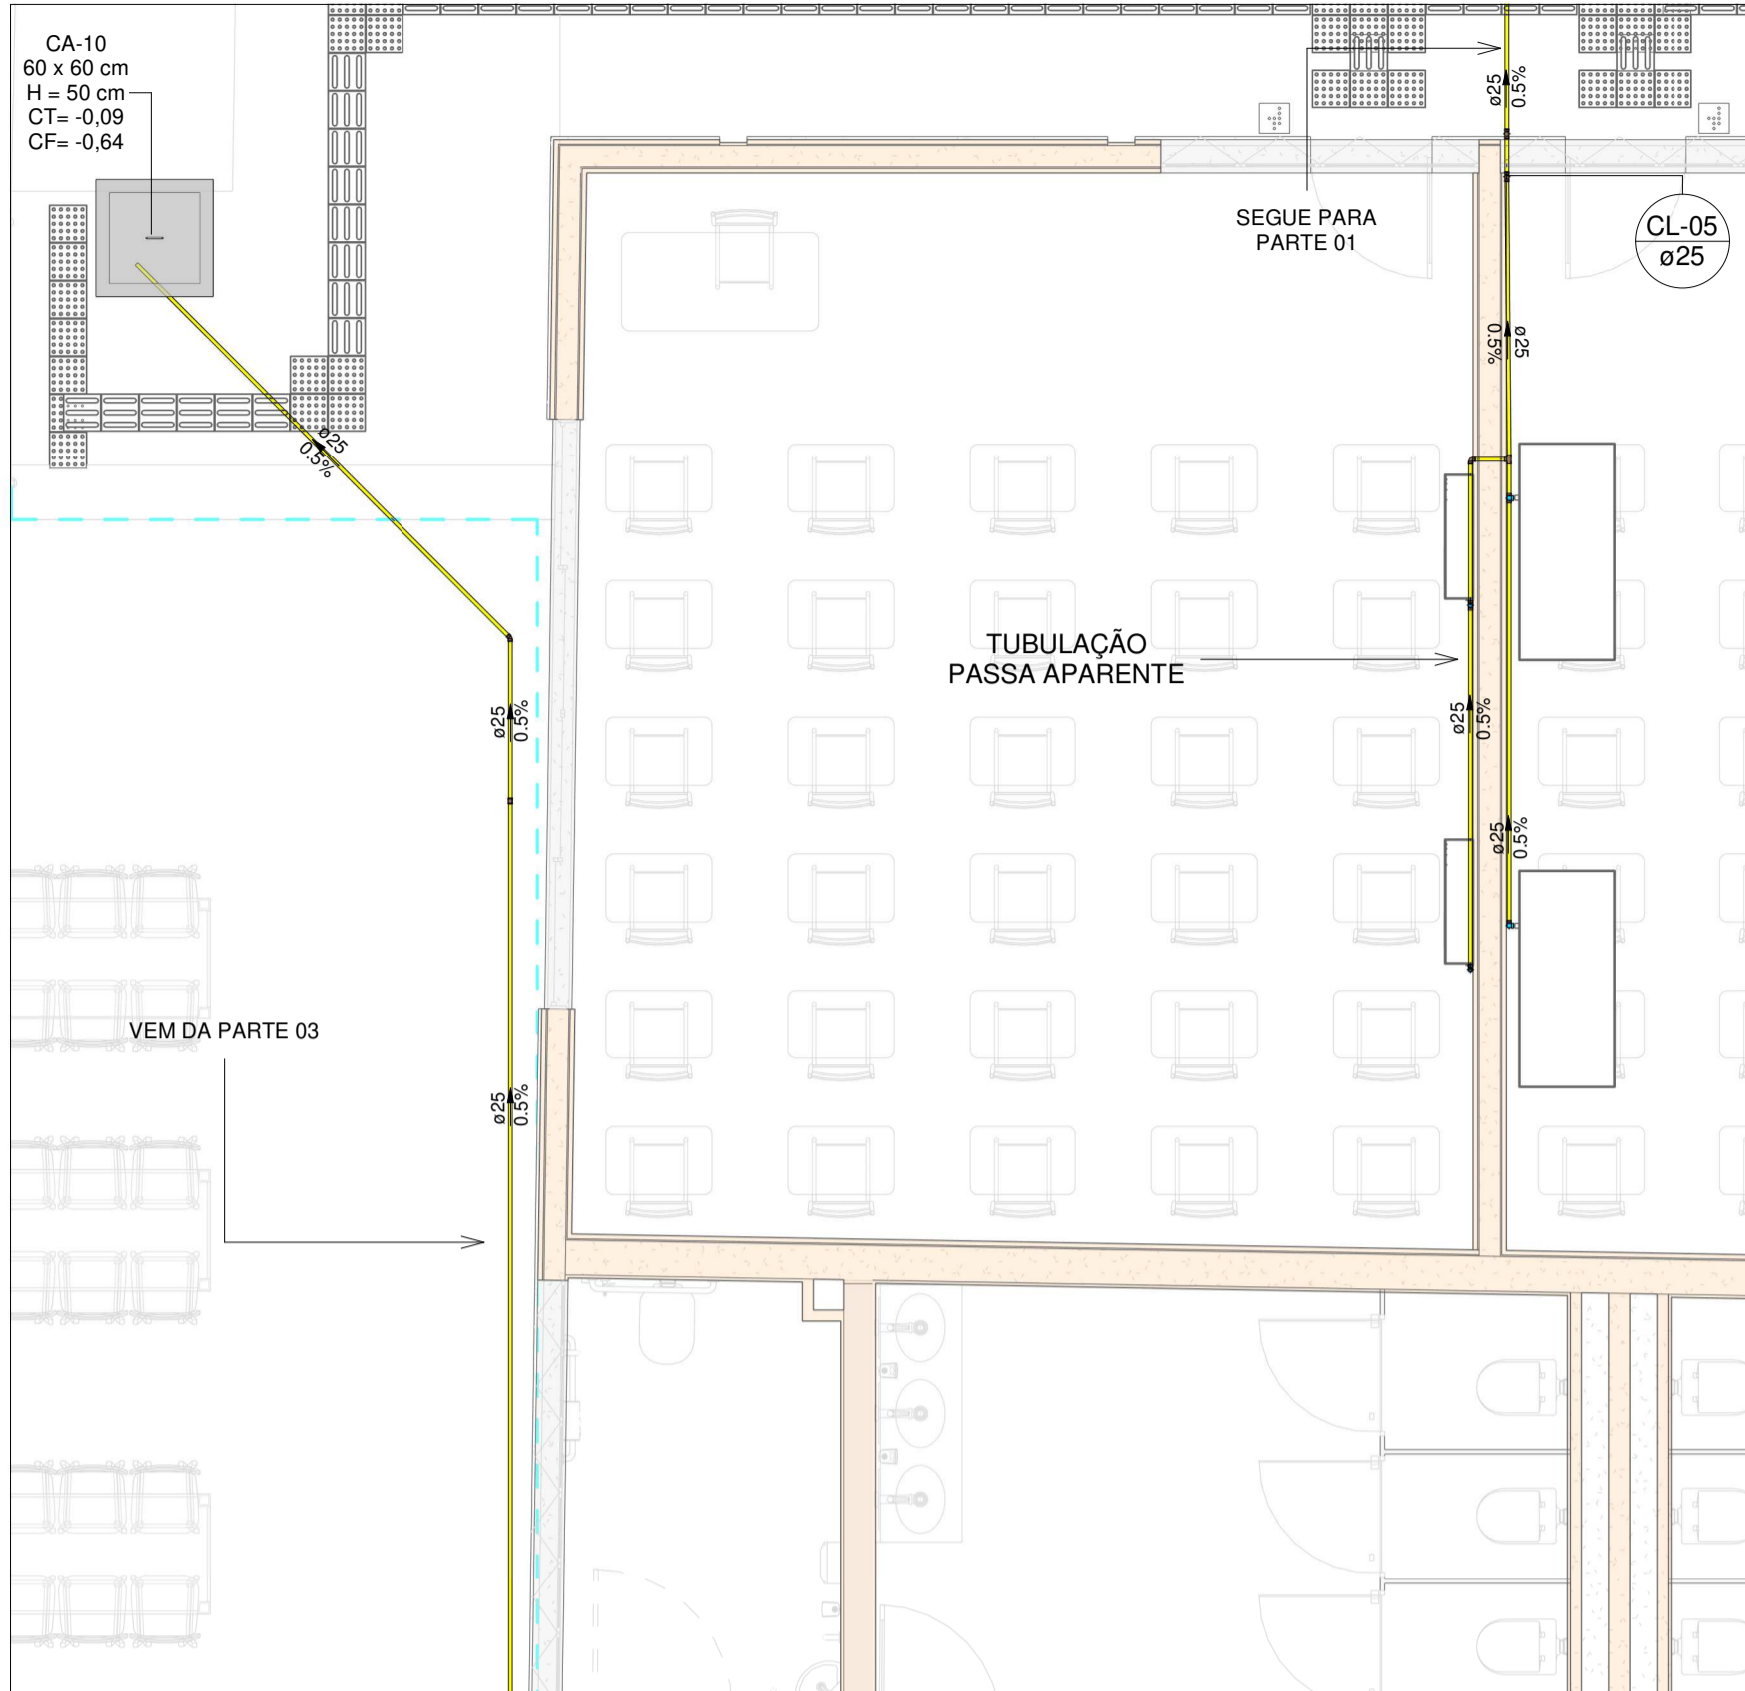 CA-10
60 x 60 cm
H = 50 cm
CT= -0,09
CF= -0,64
ø25
0.5%
SEGUE PARA
PARTE 01
CL-05
ø25
ø25
0.5%
ø25
0.5%
TUBULAÇÃO
PASSA APARENTE
ø25
0.5%
ø25
0.5%
ø25
0.5%
VEM DA PARTE 03
ø25
0.5%